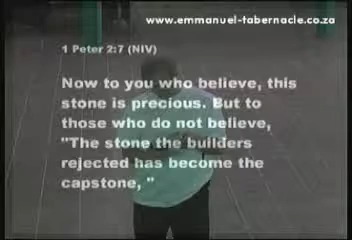 www.emmanuel-tabernacle.co.za
1 Peter 2:7 (NIV)
Now to you who believe, this
stone is precious. But to
those who do not believe,
"The stone the builders
rejected has become the
capstone, "